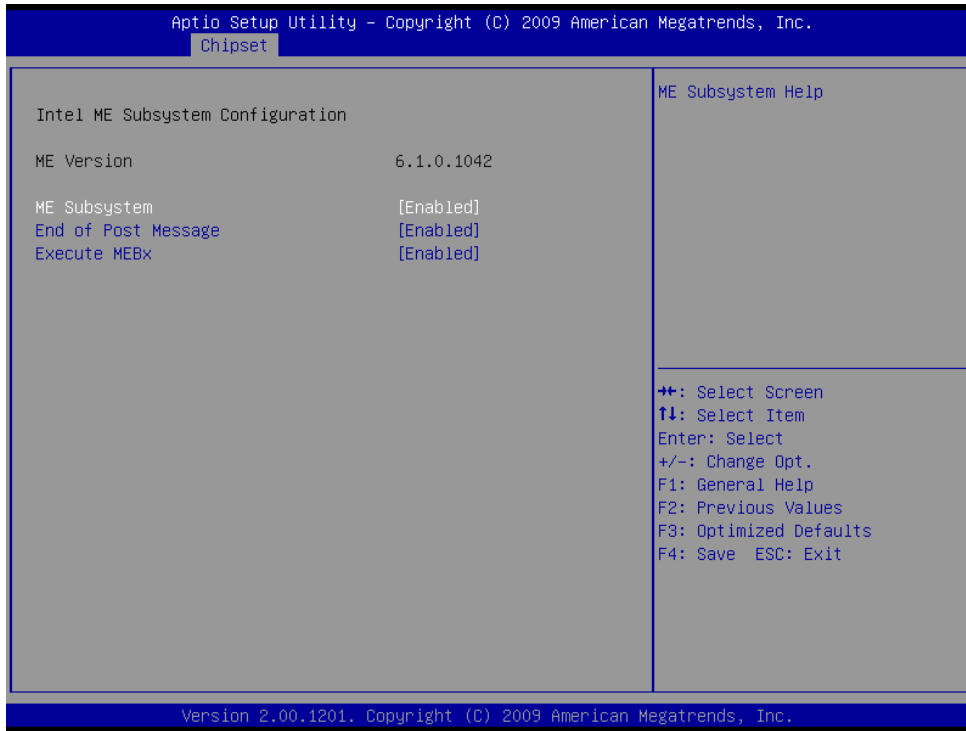 Aptio Setup Utility – Copyright (C) 2009 American Megatrends, Inc.
Chipset
Intel ME Subsystem Configuration
ME Version 6.1.0.1042
ME Subsystem [Enabled]
End of Post Message [Enabled]
Execute MEBx [Enabled]
ME Subsystem Help
→←: Select Screen
↑↓: Select Item
Enter: Select
+/-: Change Opt.
F1: General Help
F2: Previous Values
F3: Optimized Defaults
F4: Save ESC: Exit
Version 2.00.1201. Copyright (C) 2009 American Megatrends, Inc.